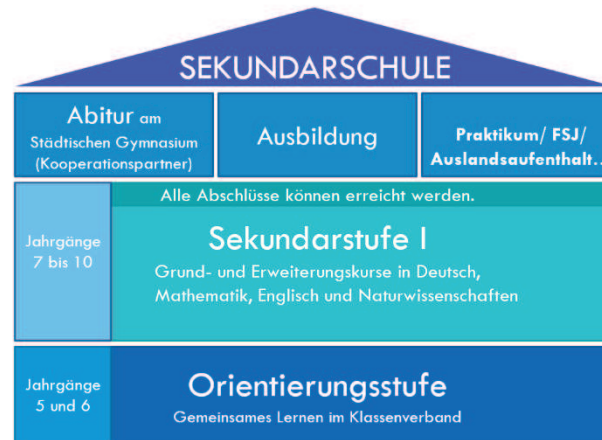 SEKUNDARSCHULE
Abitur am
Städtischen Gymnasium
(Kooperationspartner)
Ausbildung
Praktikum/ FSJ/
Auslandsaufenthalt..
Alle Abschlüsse können erreicht werden.
Jahrgänge
7 bis 10
Sekundarstufe I
Grund- und Erweiterungskurse in Deutsch,
Mathematik, Englisch und Naturwissenschaften
Jahrgänge
5 und 6
Orientierungsstufe
Gemeinsames Lernen im Klassenverband